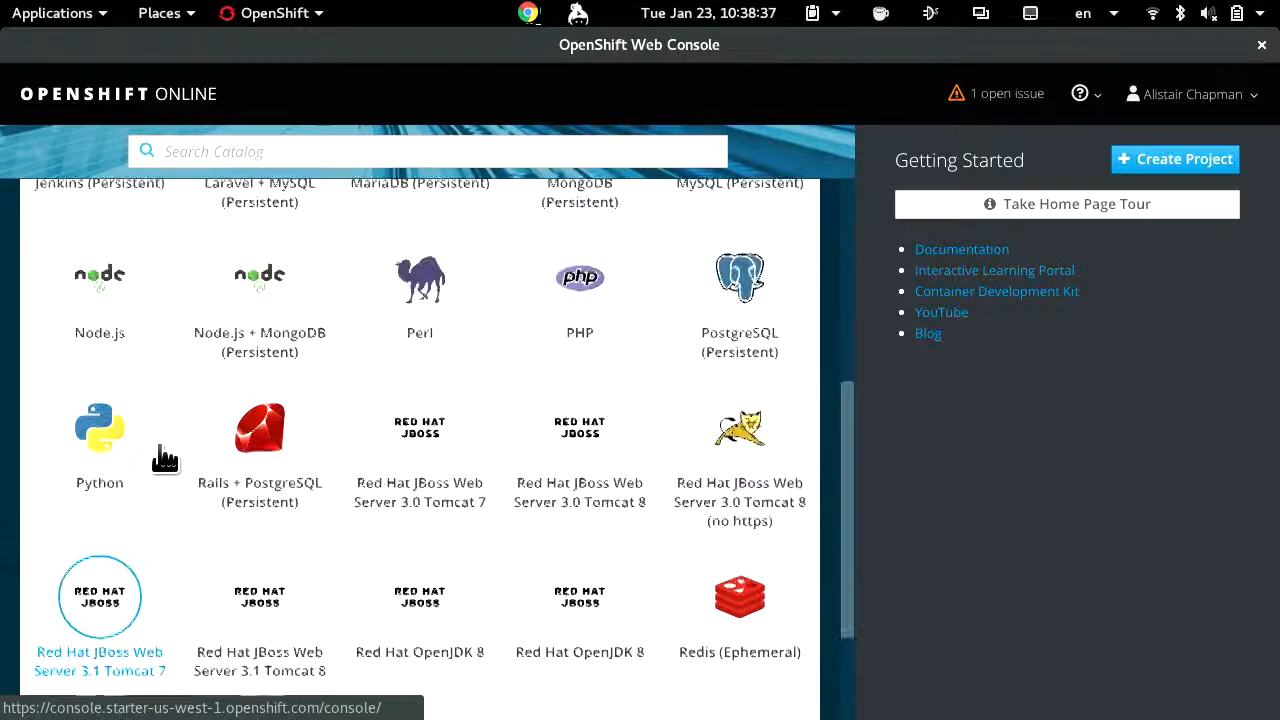 Applications Places OpenShift Tue Jan 23, 10:38:37 en
OpenShift Web Console ×
OPENSHIFT ONLINE 1 open issue ? Alistair Chapman
Search Catalog
Jenkins (Persistent)
Laravel + MySQL
(Persistent)
MariaDB (Persistent)
MongoDB
(Persistent)
MySQL (Persistent)
node
Node.js
node
Node.js + MongoDB
(Persistent)
Perl
php
PHP
PostgreSQL
(Persistent)
Python
Rails + PostgreSQL
(Persistent)
RED HAT
JBOSS
Red Hat JBoss Web
Server 3.0 Tomcat 7
RED HAT
JBOSS
Red Hat JBoss Web
Server 3.0 Tomcat 8
Red Hat JBoss Web
Server 3.0 Tomcat 8
(no https)
RED HAT
JBOSS
Red Hat JBoss Web
Server 3.1 Tomcat 7
RED HAT
JBOSS
Red Hat JBoss Web
Server 3.1 Tomcat 8
RED HAT
JBOSS
Red Hat OpenJDK 8
RED HAT
JBOSS
Red Hat OpenJDK 8
Redis (Ephemeral)
Getting Started
+ Create Project
Take Home Page Tour
Documentation
Interactive Learning Portal
Container Development Kit
YouTube
Blog
https://console.starter-us-west-1.openshift.com/console/